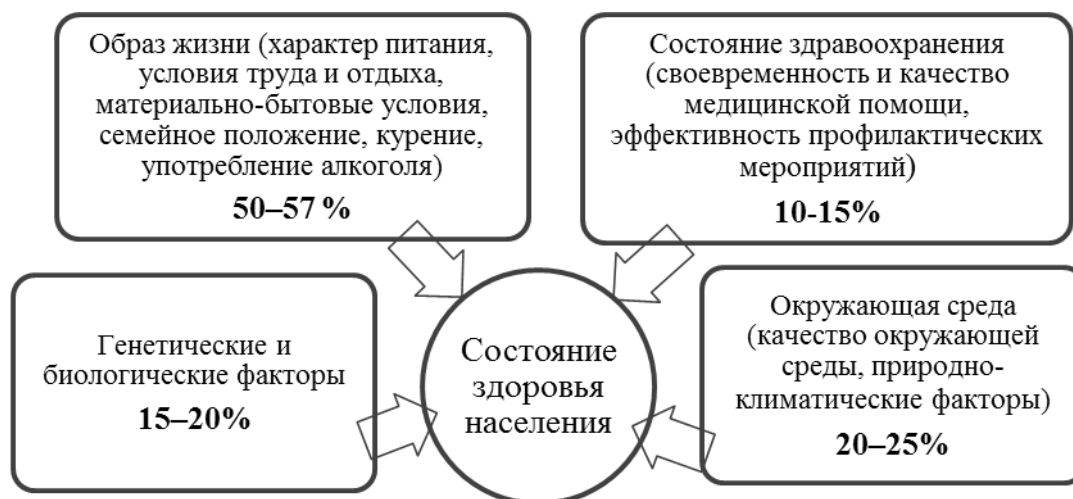 Образ жизни (характер питания,
условия труда и отдыха,
материально-бытовые условия,
семейное положение, курение,
употребление алкоголя)
50–57 %
Состояние здравоохранения
(своевременность и качество
медицинской помощи,
эффективность профилактических
мероприятий)
10-15%
Генетические и
биологические факторы
15–20%
Состояние
здоровья
населения
Окружающая среда
(качество окружающей
среды, природно-
климатические факторы)
20–25%